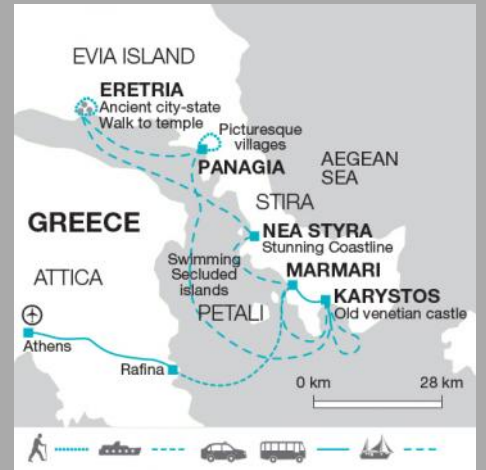 EVIA ISLAND
ERETRIA
Ancient city-state
Walk to temple
Picturesque
villages
PANAGIA
AEGEAN
SEA
STIRA
GREECE
NEA STYRA
Stunning Coastline
Swimming
Secluded
islands
MARMARI
ATTICA
PETALI
KARYSTOS
Old venetian castle
Athens
Rafina
0 km
28 km